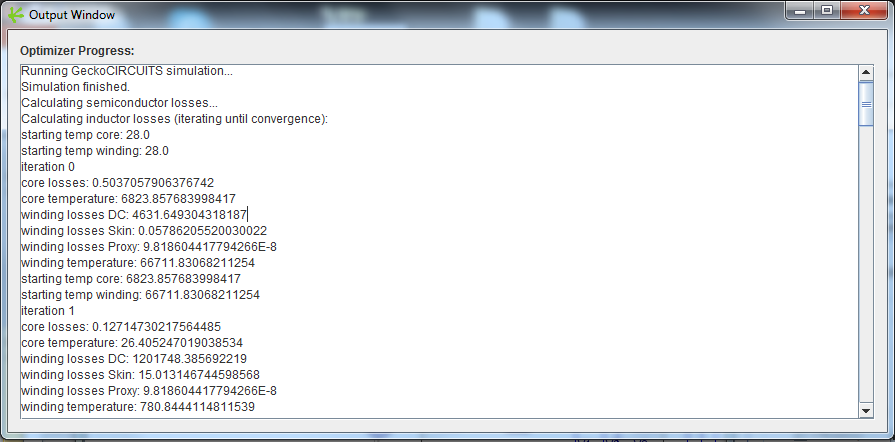 Output Window
Optimizer Progress:
Running GeckoCIRCUITS simulation...
Simulation finished.
Calculating semiconductor losses...
Calculating inductor losses (iterating until convergence):
starting temp core: 28.0
starting temp winding: 28.0
iteration 0
core losses: 0.5037057906376742
core temperature: 6823.857683998417
winding losses DC: 4631.649304318187
winding losses Skin: 0.05786205520030022
winding losses Proxy: 9.818604417794266E-8
winding temperature: 66711.83068211254
starting temp core: 6823.857683998417
starting temp winding: 66711.83068211254
iteration 1
core losses: 0.12714730217564485
core temperature: 26.405247019038534
winding losses DC: 1201748.385692219
winding losses Skin: 15.013146744598568
winding losses Proxy: 9.818604417794266E-8
winding temperature: 780.8444114811539